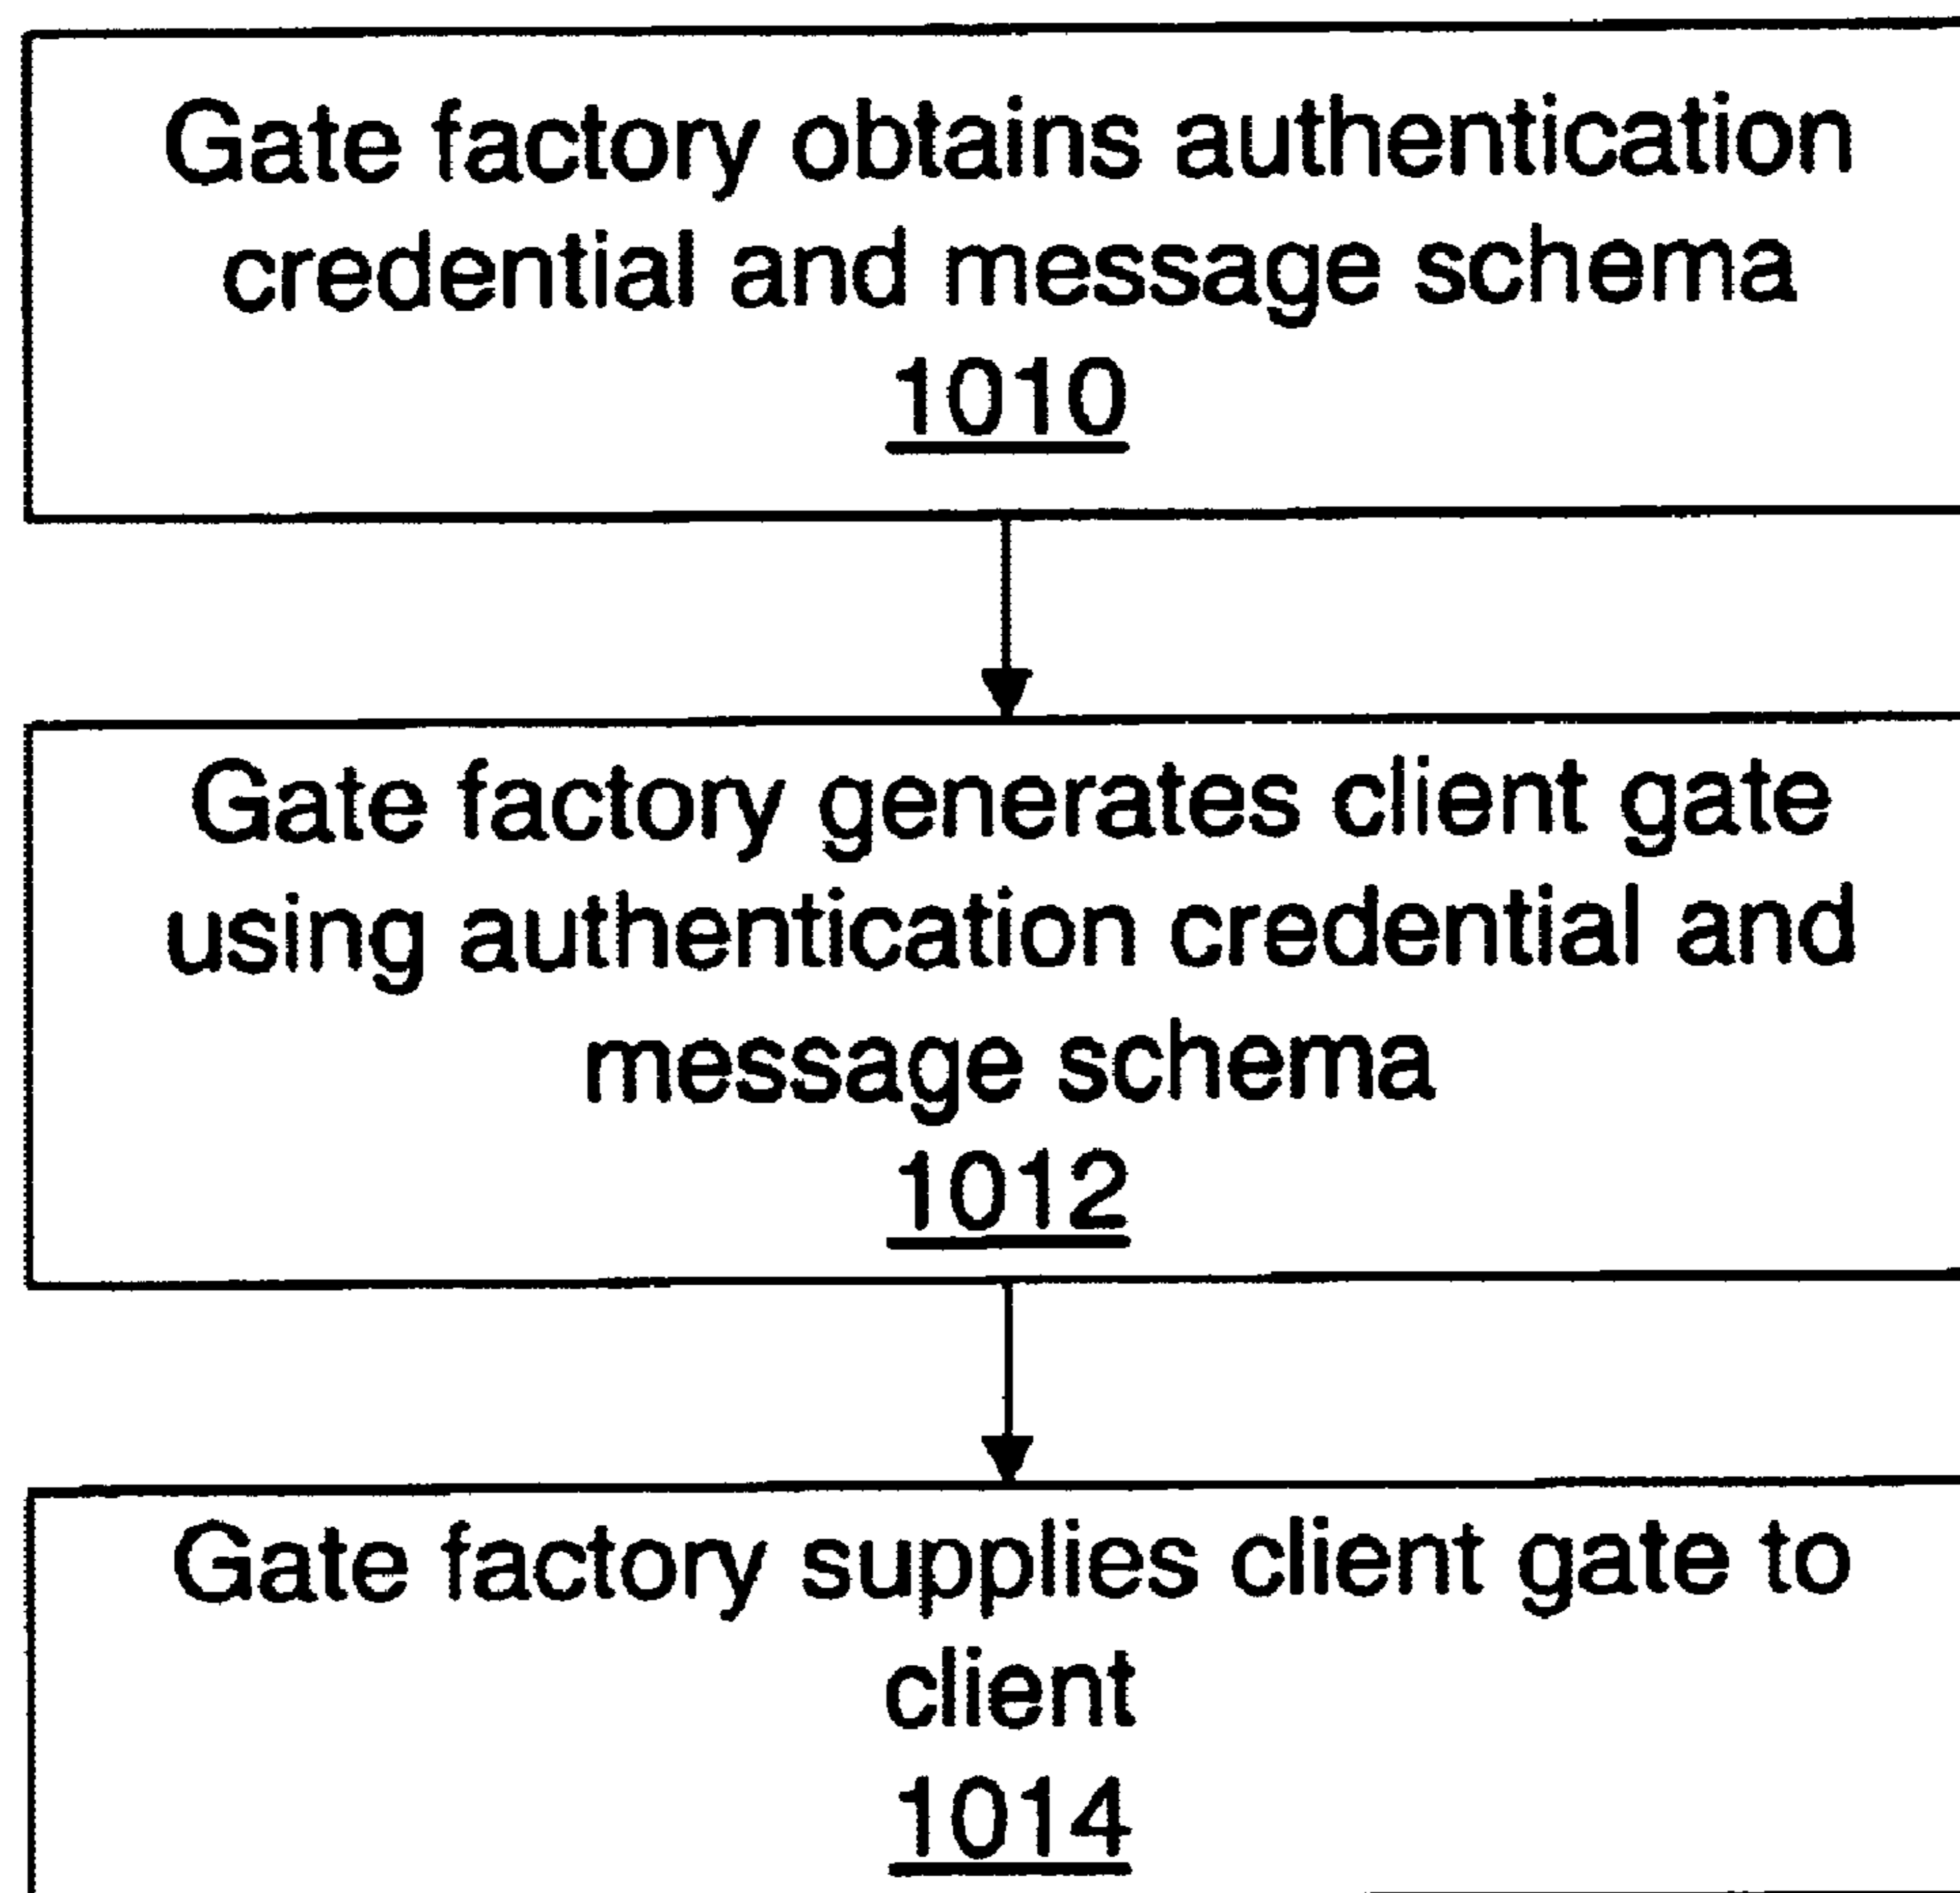 Gate factory obtains authentication
credential and message schema
1010
Gate factory generates client gate
using authentication credential and
message schema
1012
Gate factory supplies client gate to
client
1014